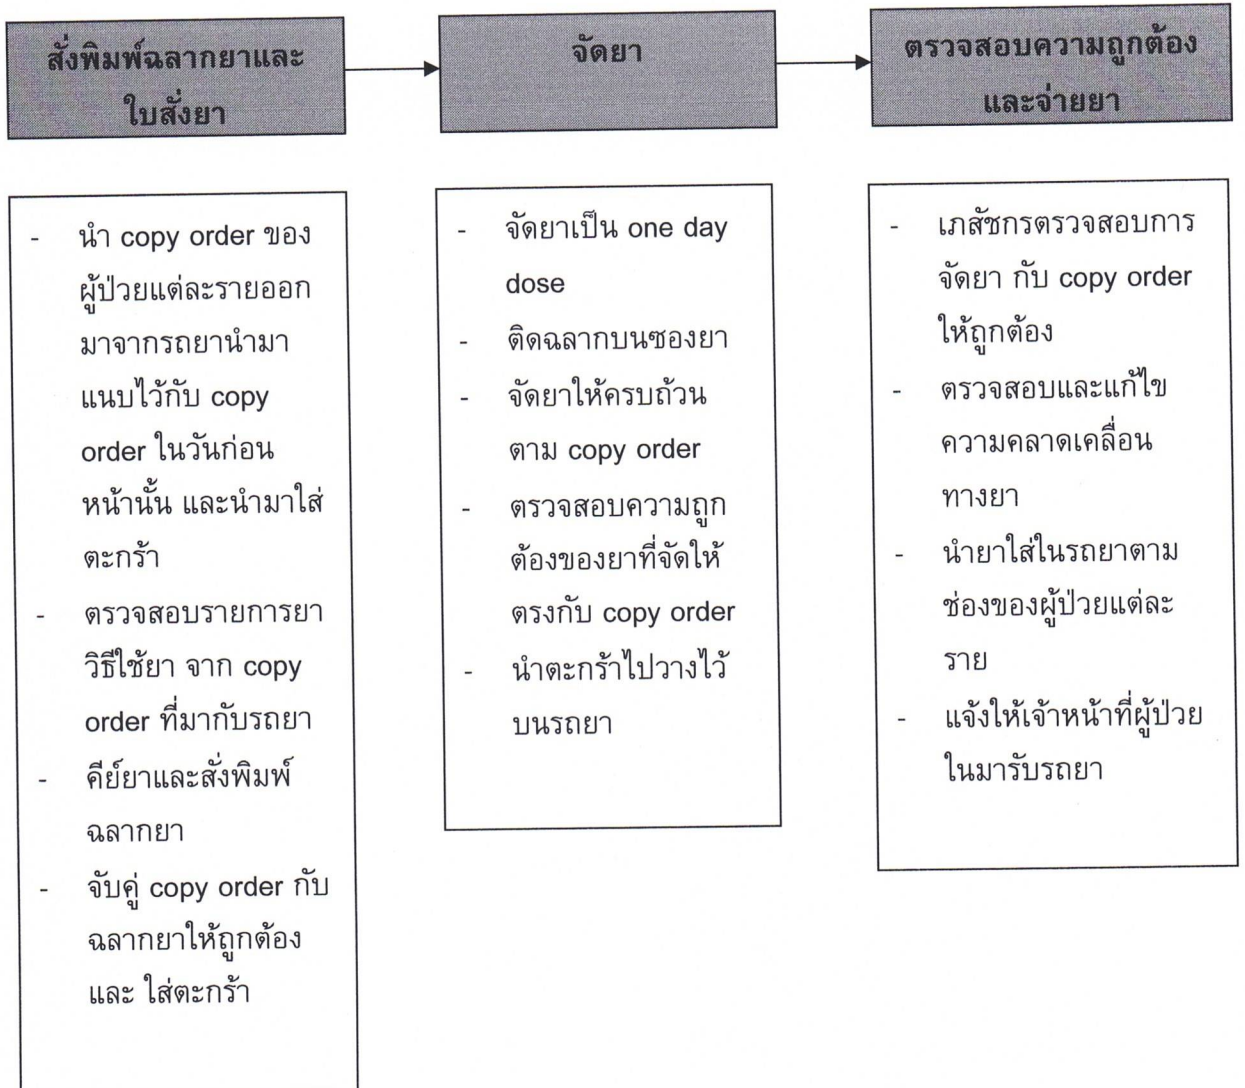 สั่งพิมพ์ฉลากยาและ
ใบสั่งยา
จัดยา
ตรวจสอบความถูกต้อง
และจ่ายยา
- นำ copy order ของ
ผู้ป่วยแต่ละรายออก
มาจากรถยานำมา
แนบไว้กับ copy
order ในวันก่อน
หน้านั้น และนำมาใส่
ตะกร้า
- ตรวจสอบรายการยา
วิธีใช้ยา จาก copy
order ที่มากับรถยา
- คีย์ยาและสั่งพิมพ์
ฉลากยา
- จับคู่ copy order กับ
ฉลากยาให้ถูกต้อง
และ ใส่ตะกร้า
- จัดยาเป็น one day
dose
- ติดฉลากบนซองยา
- จัดยาให้ครบถ้วน
ตาม copy order
- ตรวจสอบความถูก
ต้องของยาที่จัดให้
ตรงกับ copy order
- นำตะกร้าไปวางไว้
บนรถยา
- เภสัชกรตรวจสอบการ
จัดยา กับ copy order
ให้ถูกต้อง
- ตรวจสอบและแก้ไข
ความคลาดเคลื่อน
ทางยา
- นำยาใส่ในรถยาตาม
ช่องของผู้ป่วยแต่ละ
ราย
- แจ้งให้เจ้าหน้าที่ผู้ป่วย
ในมารับรถยา